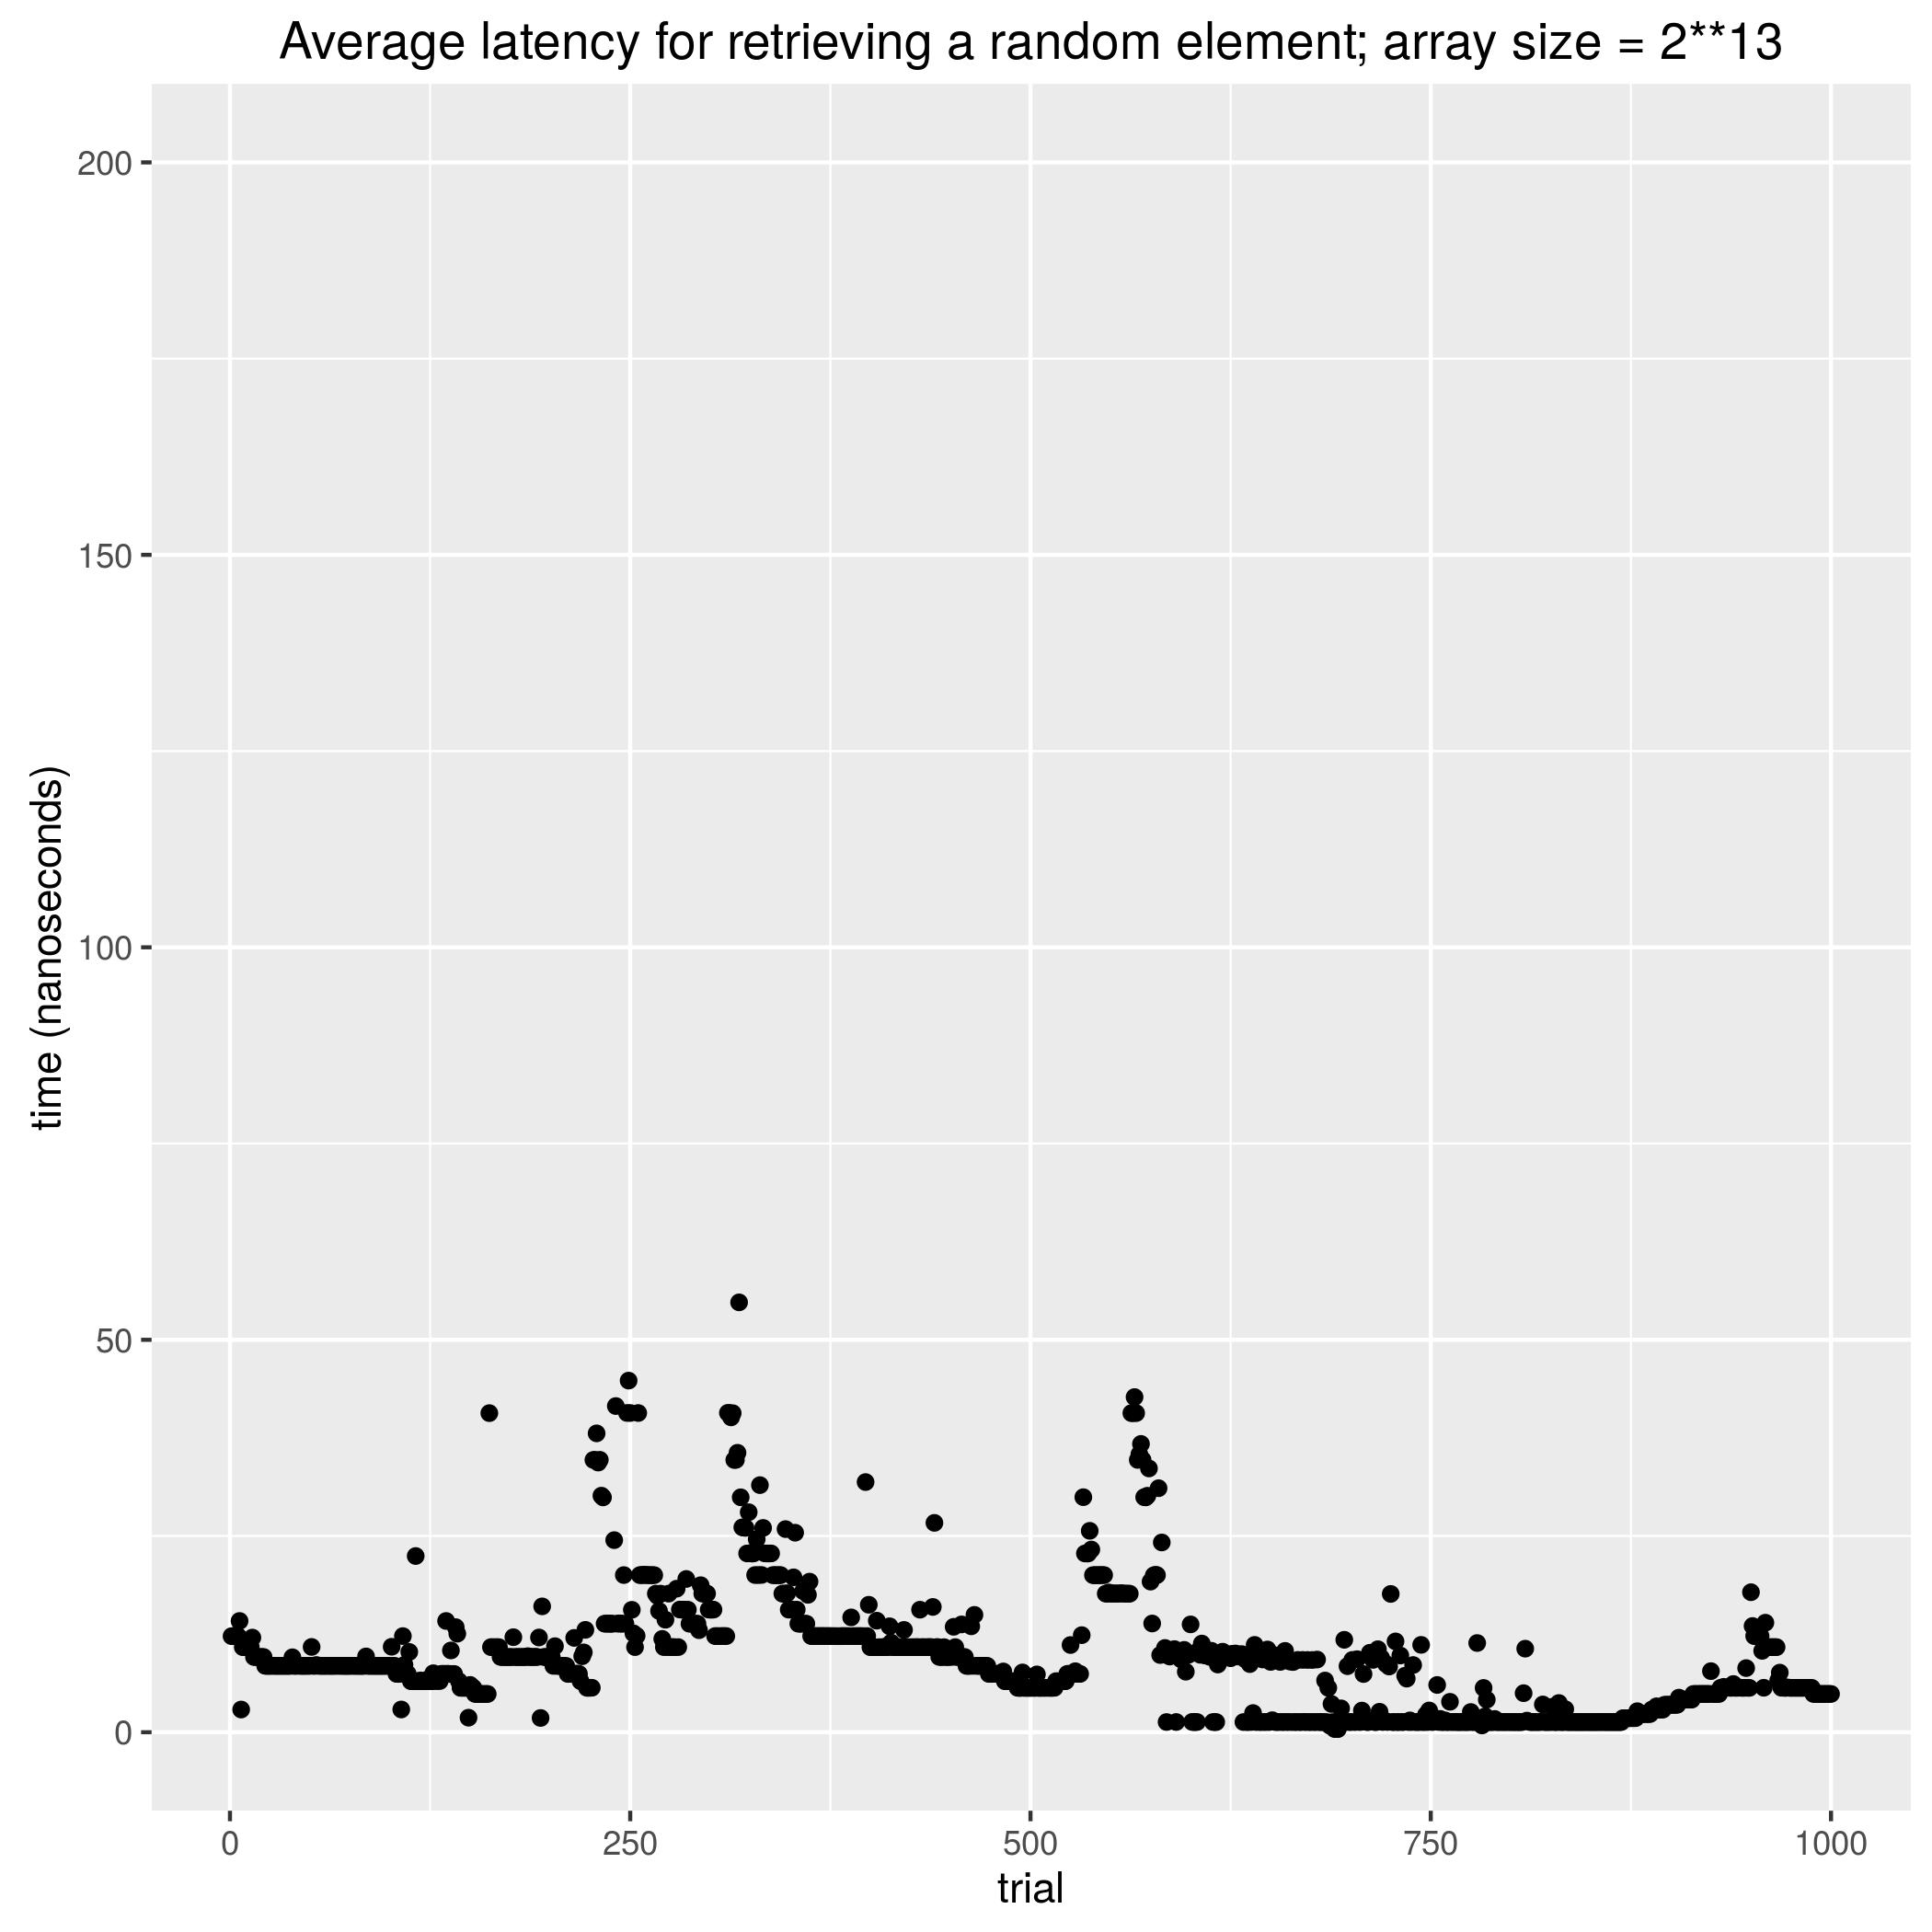 Average latency for retrieving a random element; array size = 2**13
time (nanoseconds)
200
150
100
50
0
0 250 500 750 1000
trial